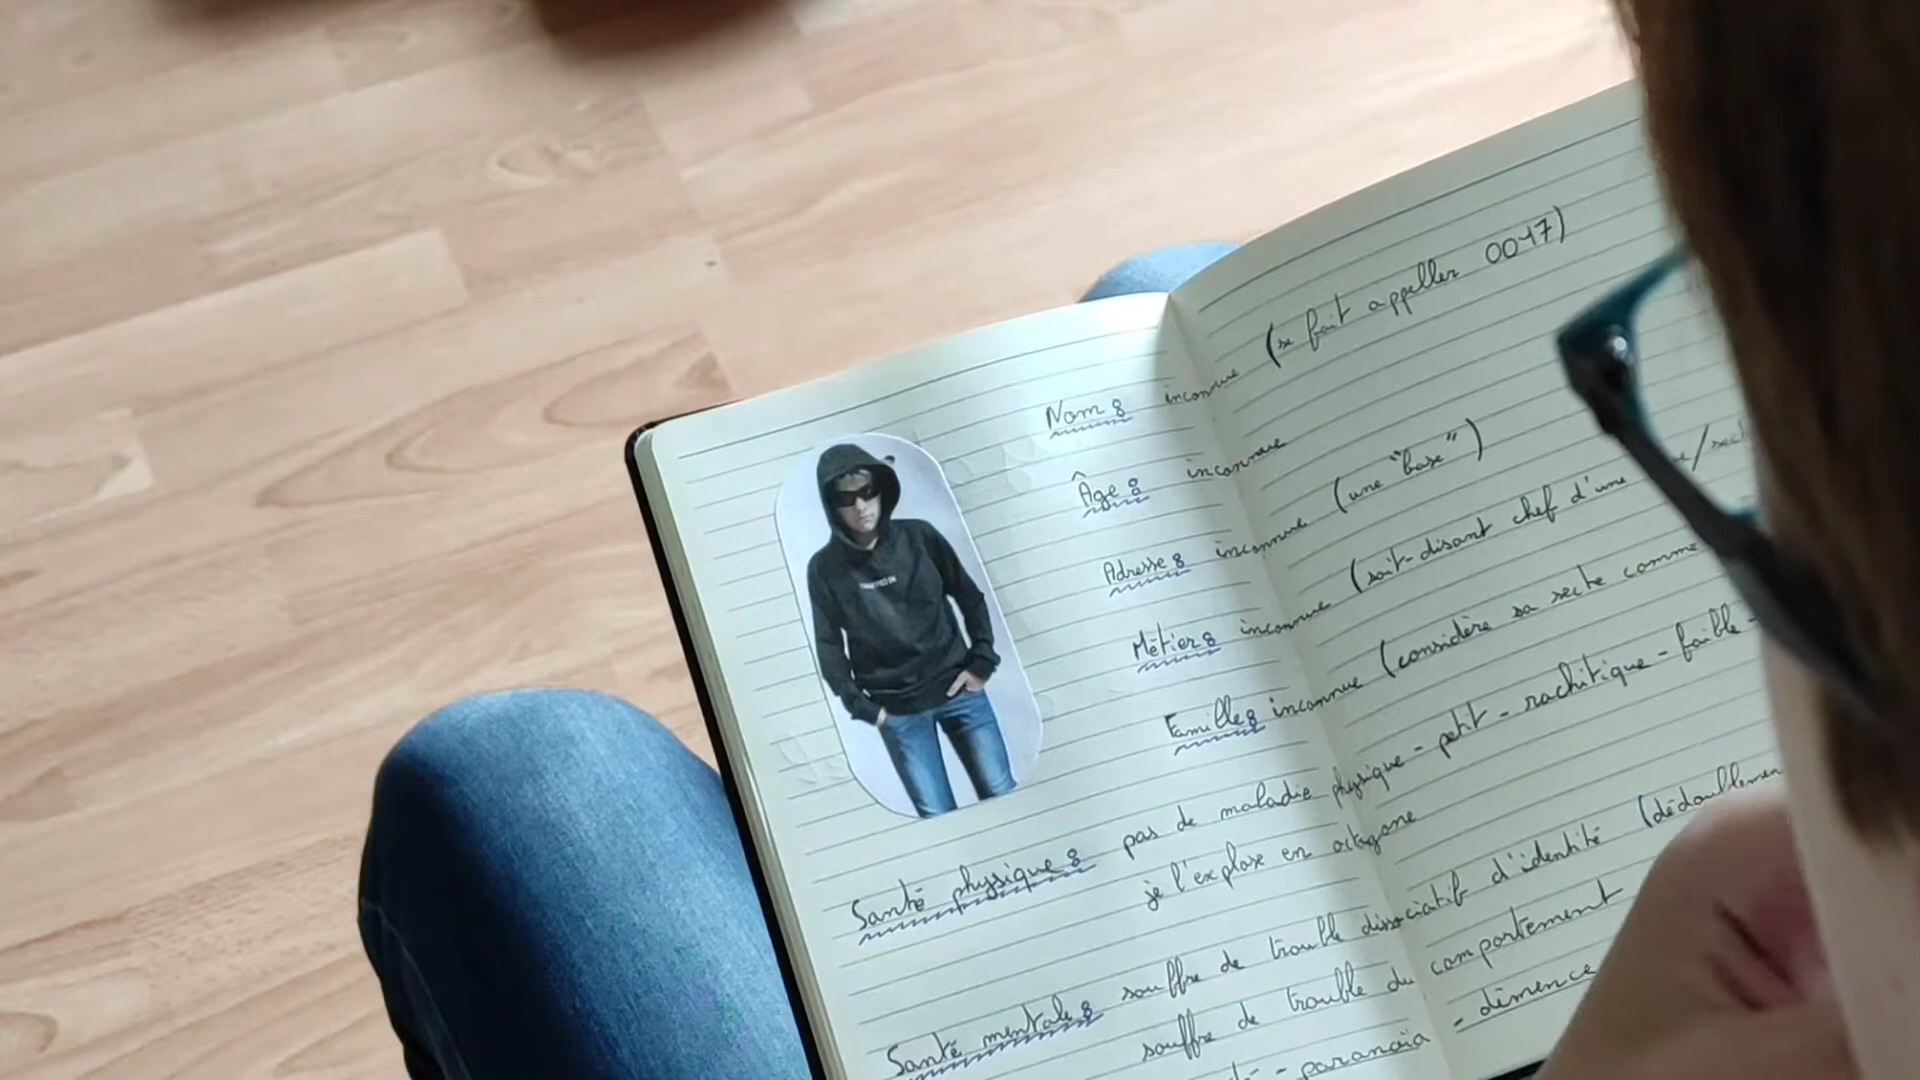 Nom : inconnue (se fait appeller 0017)
Âge : inconnue
Adresse : inconnue (une "base")
Métier : inconnue (soit-disant chef d'une
Famille : inconnue (considère sa secte comme
Santé physique : pas de maladie physique - petit - rachitique - faible -
je l'explose en octogone
Santé mentale : souffre de trouble dissociatif d'identité (dédoublemen
souffre de trouble du comportement
- paranoïa - démence